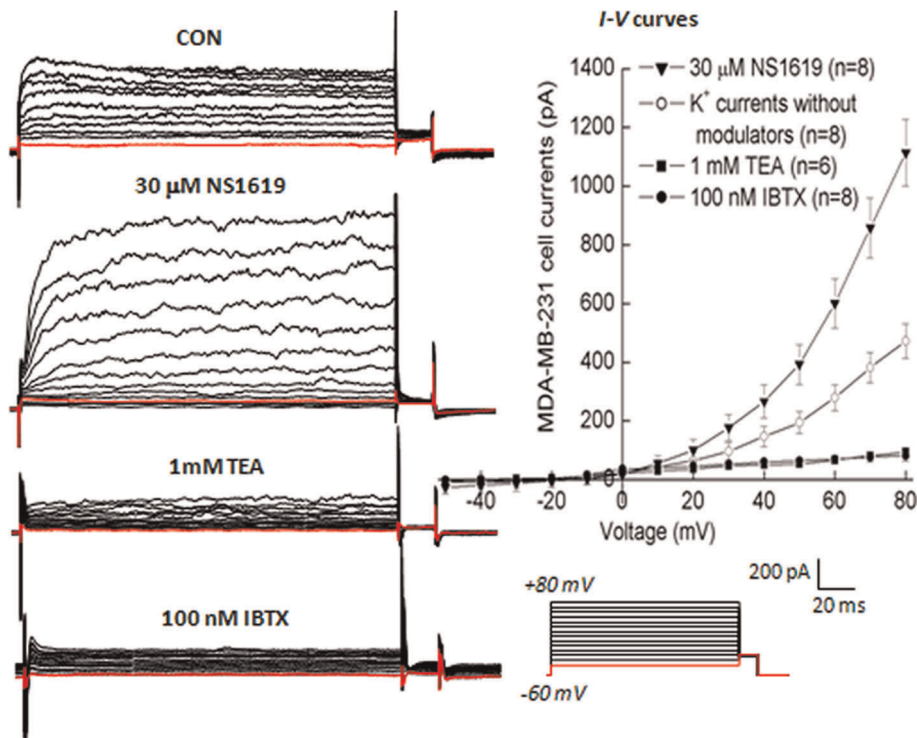 CON
30 µM NS1619
1mM TEA
100 nM IBTX
I-V curves
MDA-MB-231 cell currents (pA)
1400
1200
1000
800
600
400
200
0
30 µM NS1619 (n=8)
K⁺ currents without
modulators (n=8)
1 mM TEA (n=6)
100 nM IBTX (n=8)
-40 -20 0 20 40 60 80
Voltage (mV)
200 pA
20 ms
+80 mV
-60 mV